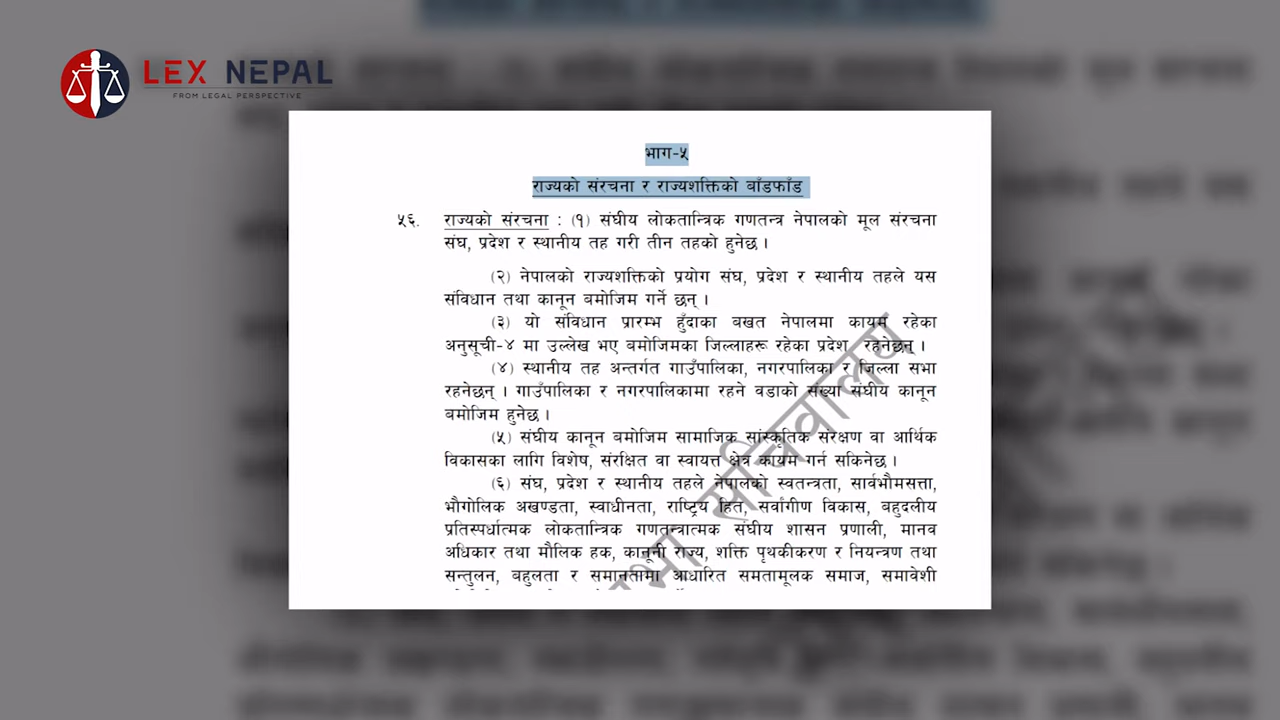 LEX NEPAL
FROM LEGAL PERSPECTIVE
भाग-५
राज्यको संरचना र राज्यशक्तिको बाँडफाँड
५६. राज्यको संरचना : (१) संघीय लोकतान्त्रिक गणतन्त्र नेपालको मूल संरचना
संघ, प्रदेश र स्थानीय तह गरी तीन तहको हुनेछ ।
(२) नेपालको राज्यशक्तिको प्रयोग संघ, प्रदेश र स्थानीय तहले यस
संविधान तथा कानून बमोजिम गर्ने छन् ।
(३) यो संविधान प्रारम्भ हुँदाका बखत नेपालमा कायम रहेका
अनुसूची-४ मा उल्लेख भए बमोजिमका जिल्लाहरू रहेका प्रदेश रहनेछन् ।
(४) स्थानीय तह अन्तर्गत गाउँपालिका, नगरपालिका र जिल्ला सभा
रहनेछन् । गाउँपालिका र नगरपालिकामा रहने वडाको संख्या संघीय कानून
बमोजिम हुनेछ ।
(५) संघीय कानून बमोजिम सामाजिक सांस्कृतिक संरक्षण वा आर्थिक
विकासका लागि विशेष, संरक्षित वा स्वायत्त क्षेत्र कायम गर्न सकिनेछ ।
(६) संघ, प्रदेश र स्थानीय तहले नेपालको स्वतन्त्रता, सार्वभौमसत्ता,
भौगोलिक अखण्डता, स्वाधीनता, राष्ट्रिय हित, सर्वांगीण विकास, बहुदलीय
प्रतिस्पर्धात्मक लोकतान्त्रिक गणतन्त्रात्मक संघीय शासन प्रणाली, मानव
अधिकार तथा मौलिक हक, कानूनी राज्य, शक्ति पृथकीकरण र नियन्त्रण तथा
सन्तुलन, बहुलता र समानतामा आधारित समतामूलक समाज, समावेशी
सचिवालय